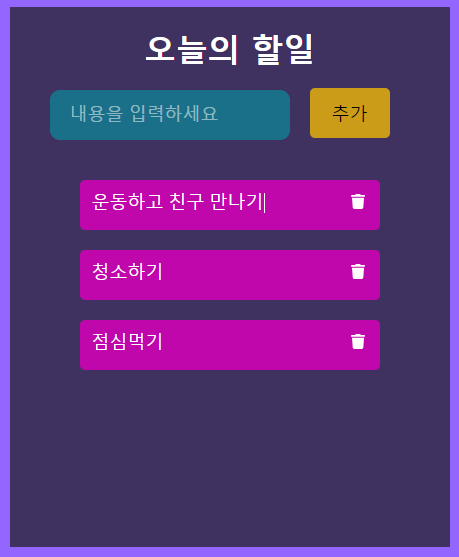 오늘의 할일
내용을 입력하세요
추가
운동하고 친구 만나기
청소하기
점심먹기